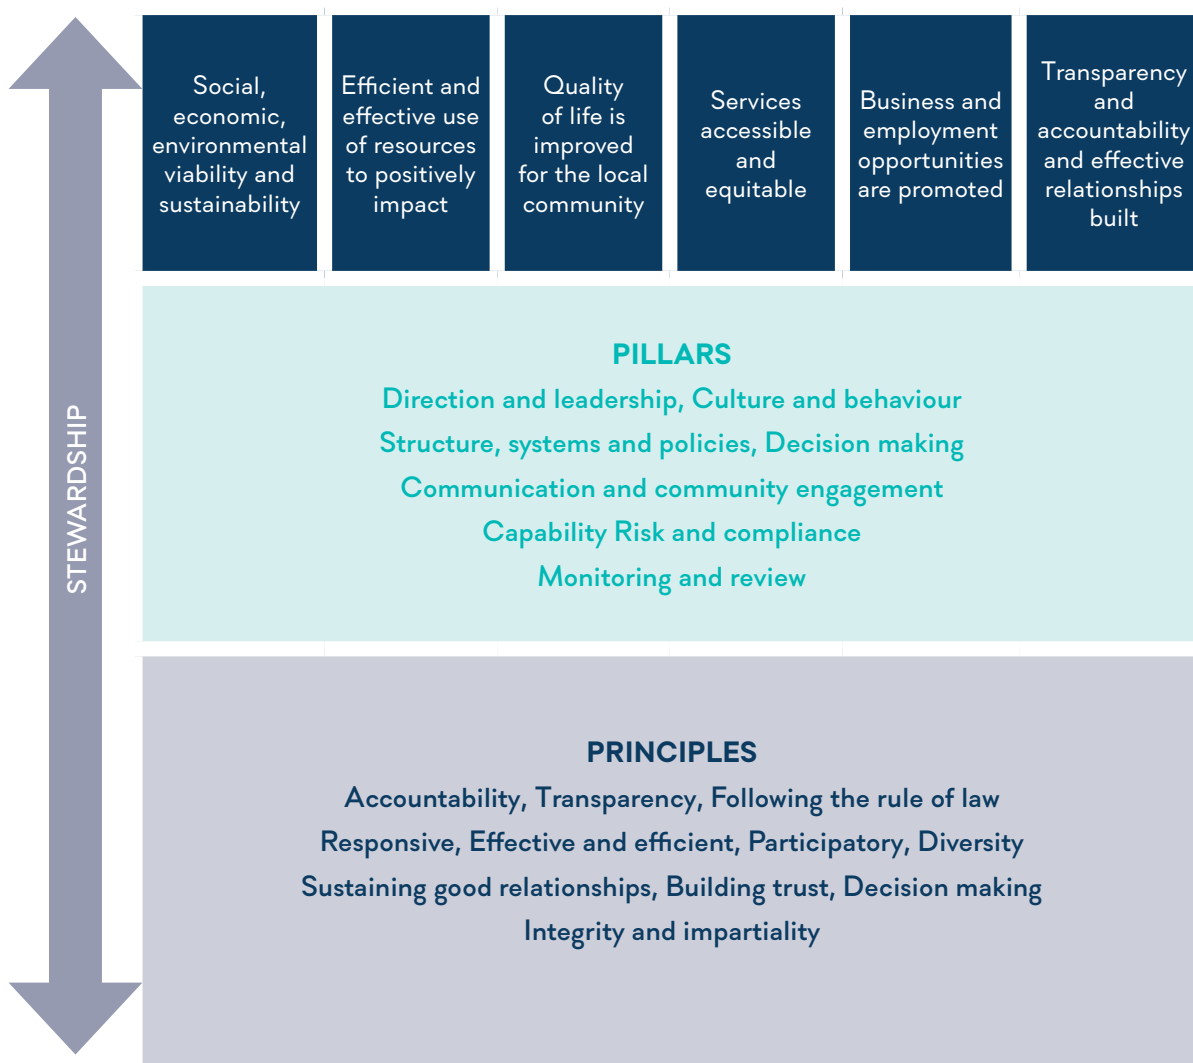 Social,
economic,
environmental
viability and
sustainability
Efficient and
effective use
of resources
to positively
impact
Quality
of life is
improved
for the local
community
Services
accessible
and
equitable
Business and
employment
opportunities
are promoted
Transparency
and
accountability
and effective
relationships
built
STEWARDSHIP
PILLARS
Direction and leadership, Culture and behaviour
Structure, systems and policies, Decision making
Communication and community engagement
Capability Risk and compliance
Monitoring and review
PRINCIPLES
Accountability, Transparency, Following the rule of law
Responsive, Effective and efficient, Participatory, Diversity
Sustaining good relationships, Building trust, Decision making
Integrity and impartiality